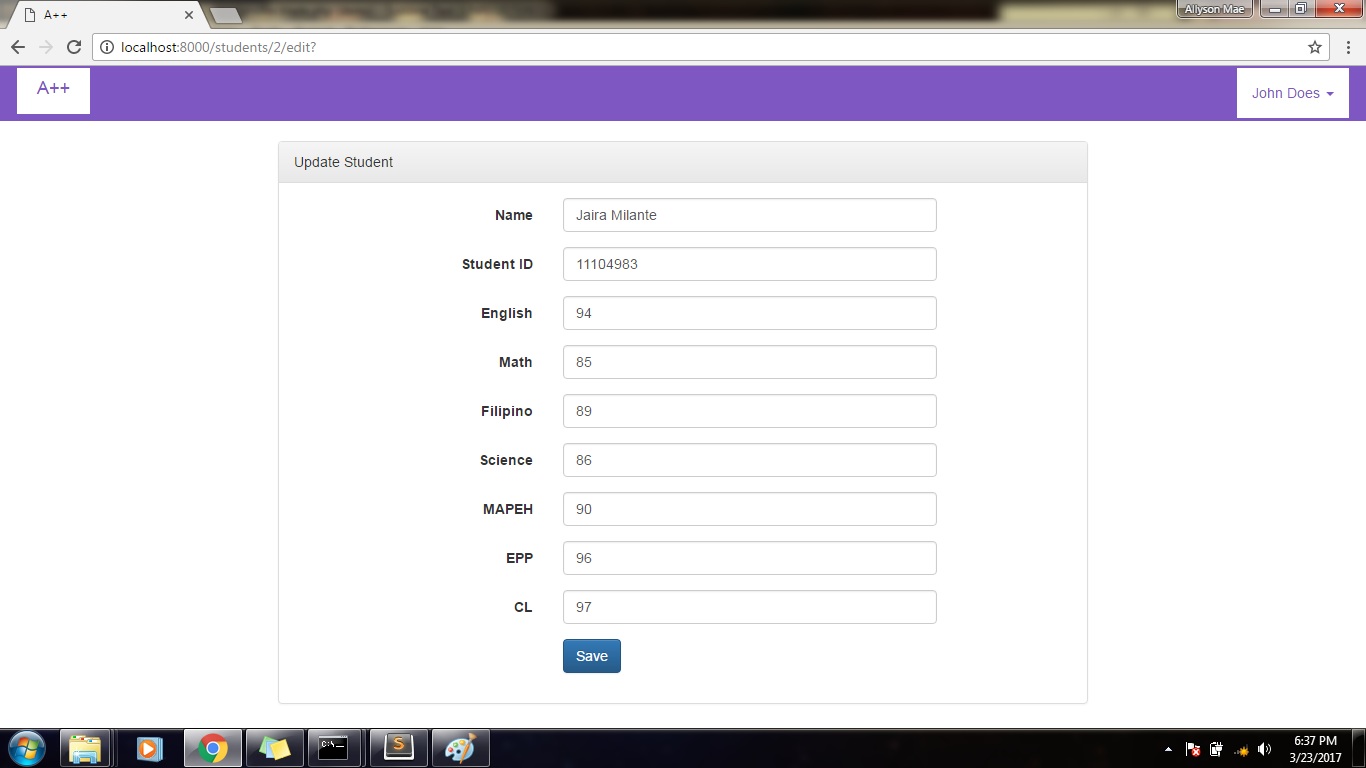 A++
Allyson Mae
localhost:8000/students/2/edit?
A++
John Does
Update Student
Name Jaira Milante
Student ID 11104983
English 94
Math 85
Filipino 89
Science 86
MAPEH 90
EPP 96
CL 97
Save
C:\_
S
6:37 PM
3/23/2017